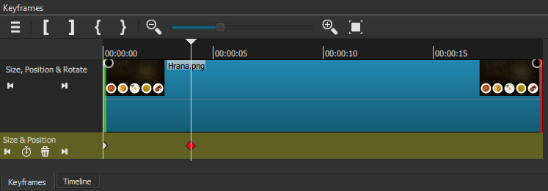 Keyframes
00:00:00
00:00:05
00:00:10
00:00:15
Size, Position & Rotate
Hrana.png
Size & Position
Keyframes
Timeline